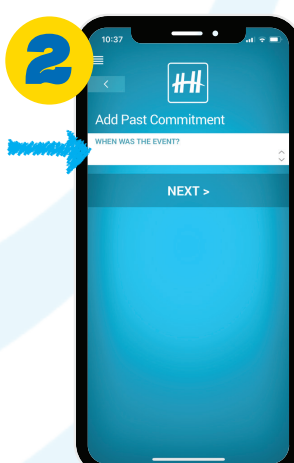 2
10:37
Add Past Commitment
WHEN WAS THE EVENT?
NEXT >